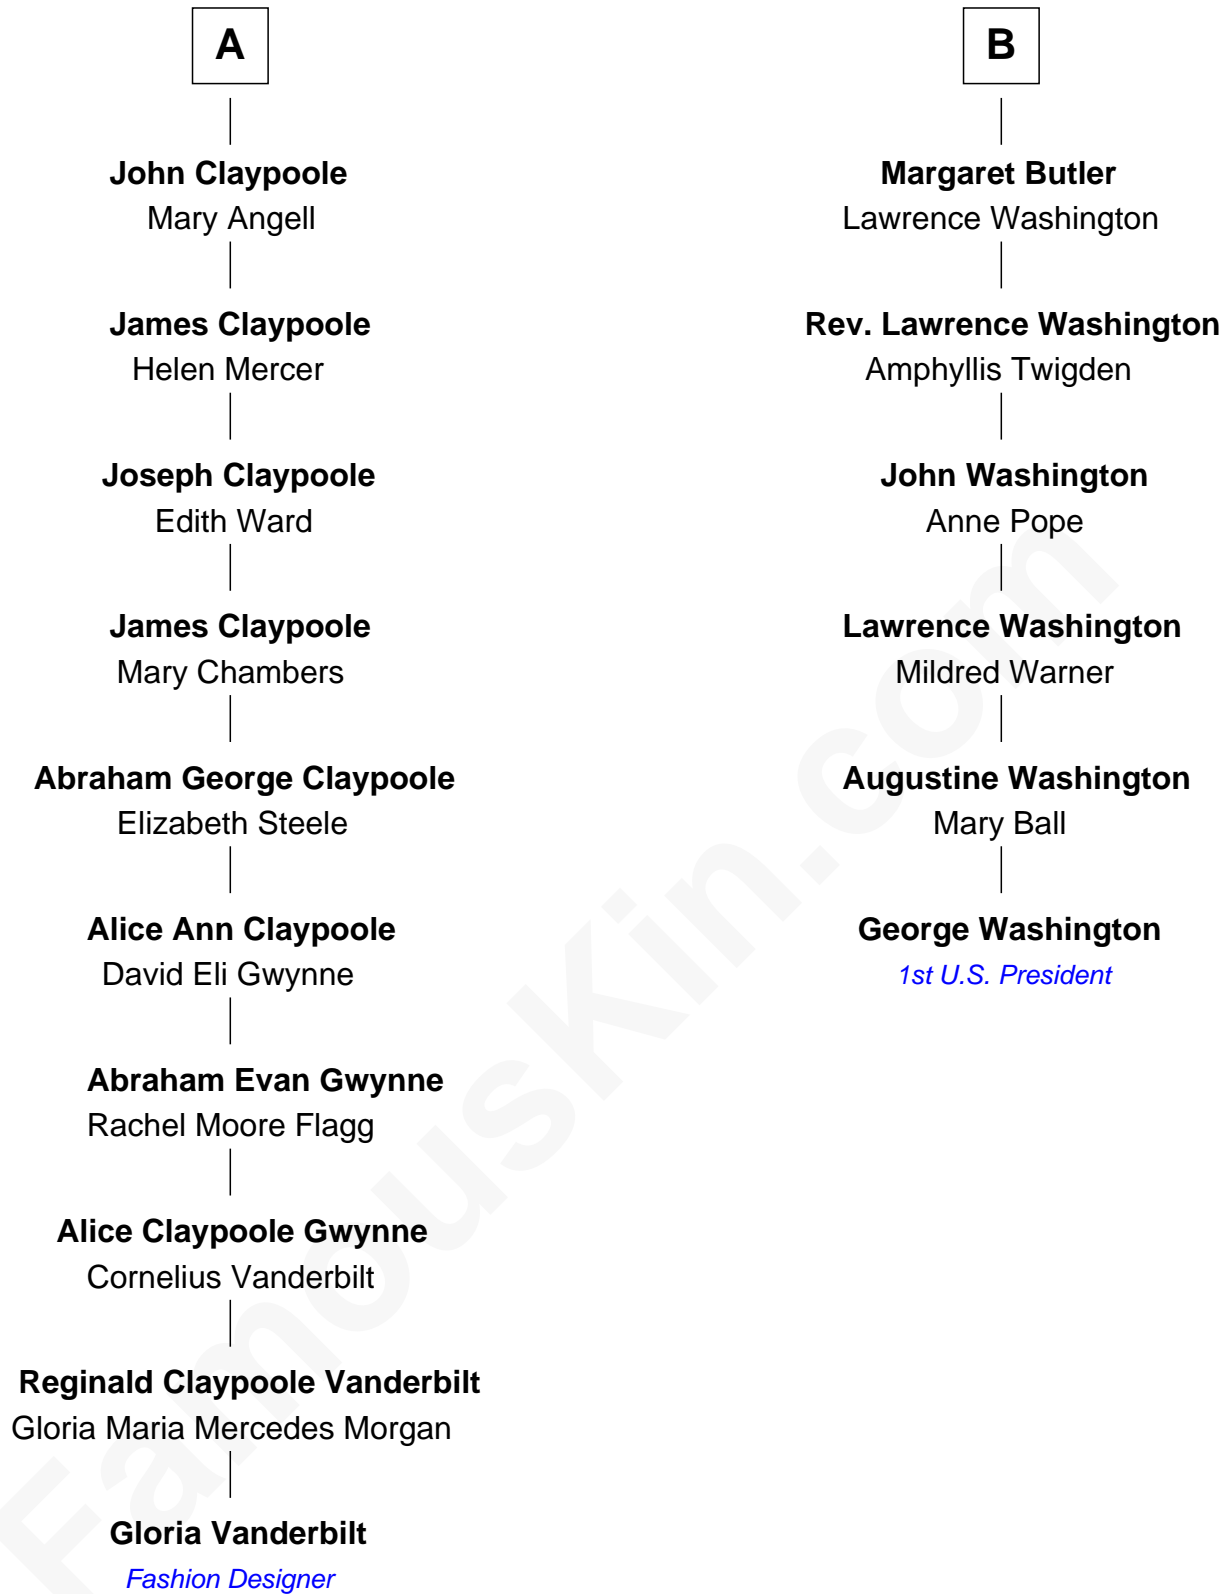 A
John Claypoole
Mary Angell
James Claypoole
Helen Mercer
Joseph Claypoole
Edith Ward
James Claypoole
Mary Chambers
Abraham George Claypoole
Elizabeth Steele
Alice Ann Claypoole
David Eli Gwynne
Abraham Evan Gwynne
Rachel Moore Flagg
Alice Claypoole Gwynne
Cornelius Vanderbilt
Reginald Claypoole Vanderbilt
Gloria Maria Mercedes Morgan
Gloria Vanderbilt
Fashion Designer
B
Margaret Butler
Lawrence Washington
Rev. Lawrence Washington
Amphyllis Twigden
John Washington
Anne Pope
Lawrence Washington
Mildred Warner
Augustine Washington
Mary Ball
George Washington
1st U.S. President
FamousKin.com